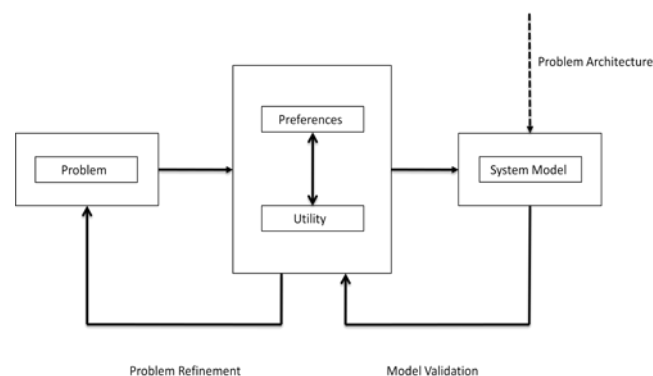 Problem Architecture
Preferences
Problem
System Model
Utility
Problem Refinement
Model Validation